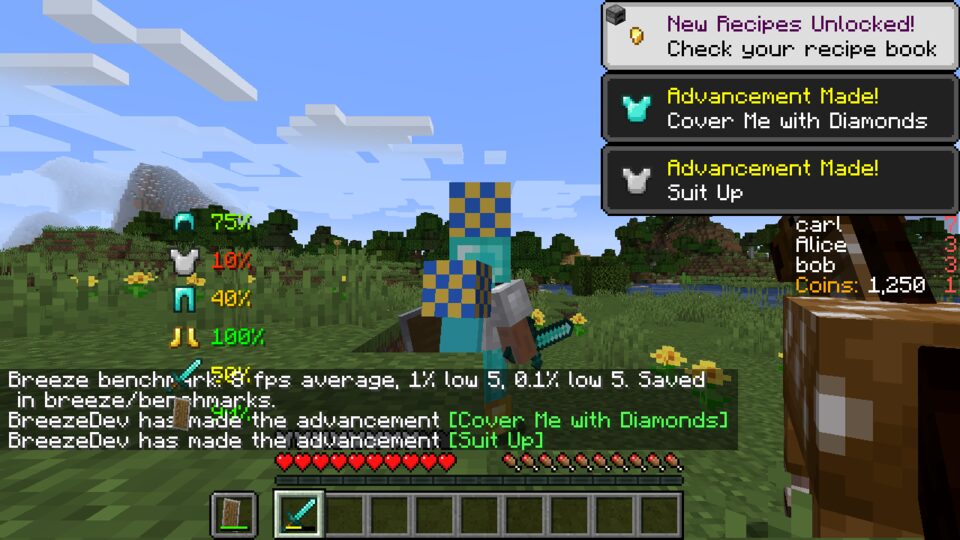 New Recipes Unlocked!
Check your recipe book
Advancement Made!
Cover Me with Diamonds
Advancement Made!
Suit Up
75%
10%
40%
100%
50%
carl 7
Alice 3
bob 3
Coins: 1,250 1
Breeze benchmark: 8 fps average, 1% low 5, 0.1% low 5. Saved
in breeze/benchmarks.
BreezeDev has made the advancement [Cover Me with Diamonds]
BreezeDev has made the advancement [Suit Up]